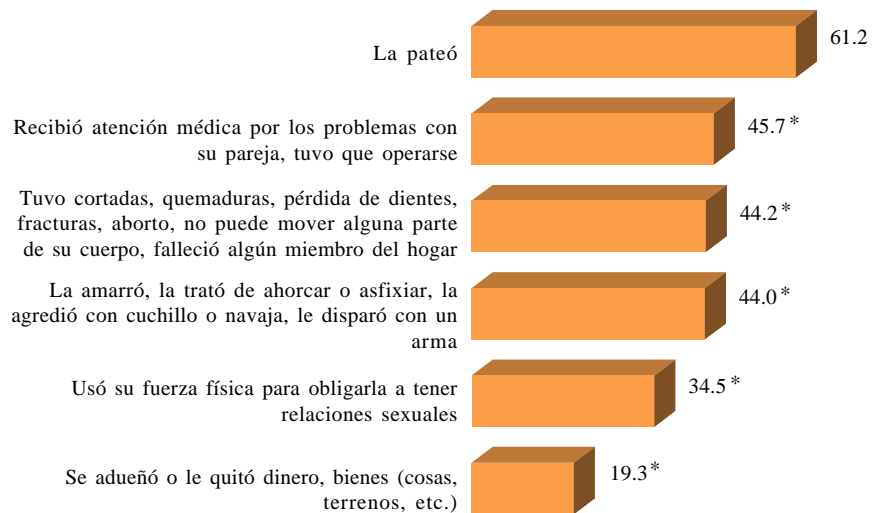 La pateó
61.2
Recibió atención médica por los problemas con
su pareja, tuvo que operarse
45.7 *
Tuvo cortadas, quemaduras, pérdida de dientes,
fracturas, aborto, no puede mover alguna parte
de su cuerpo, falleció algún miembro del hogar
44.2 *
La amarró, la trató de ahorcar o asfixiar, la
agredió con cuchillo o navaja, le disparó con un
arma
44.0 *
Usó su fuerza física para obligarla a tener
relaciones sexuales
34.5 *
Se adueñó o le quitó dinero, bienes (cosas,
terrenos, etc.)
19.3 *